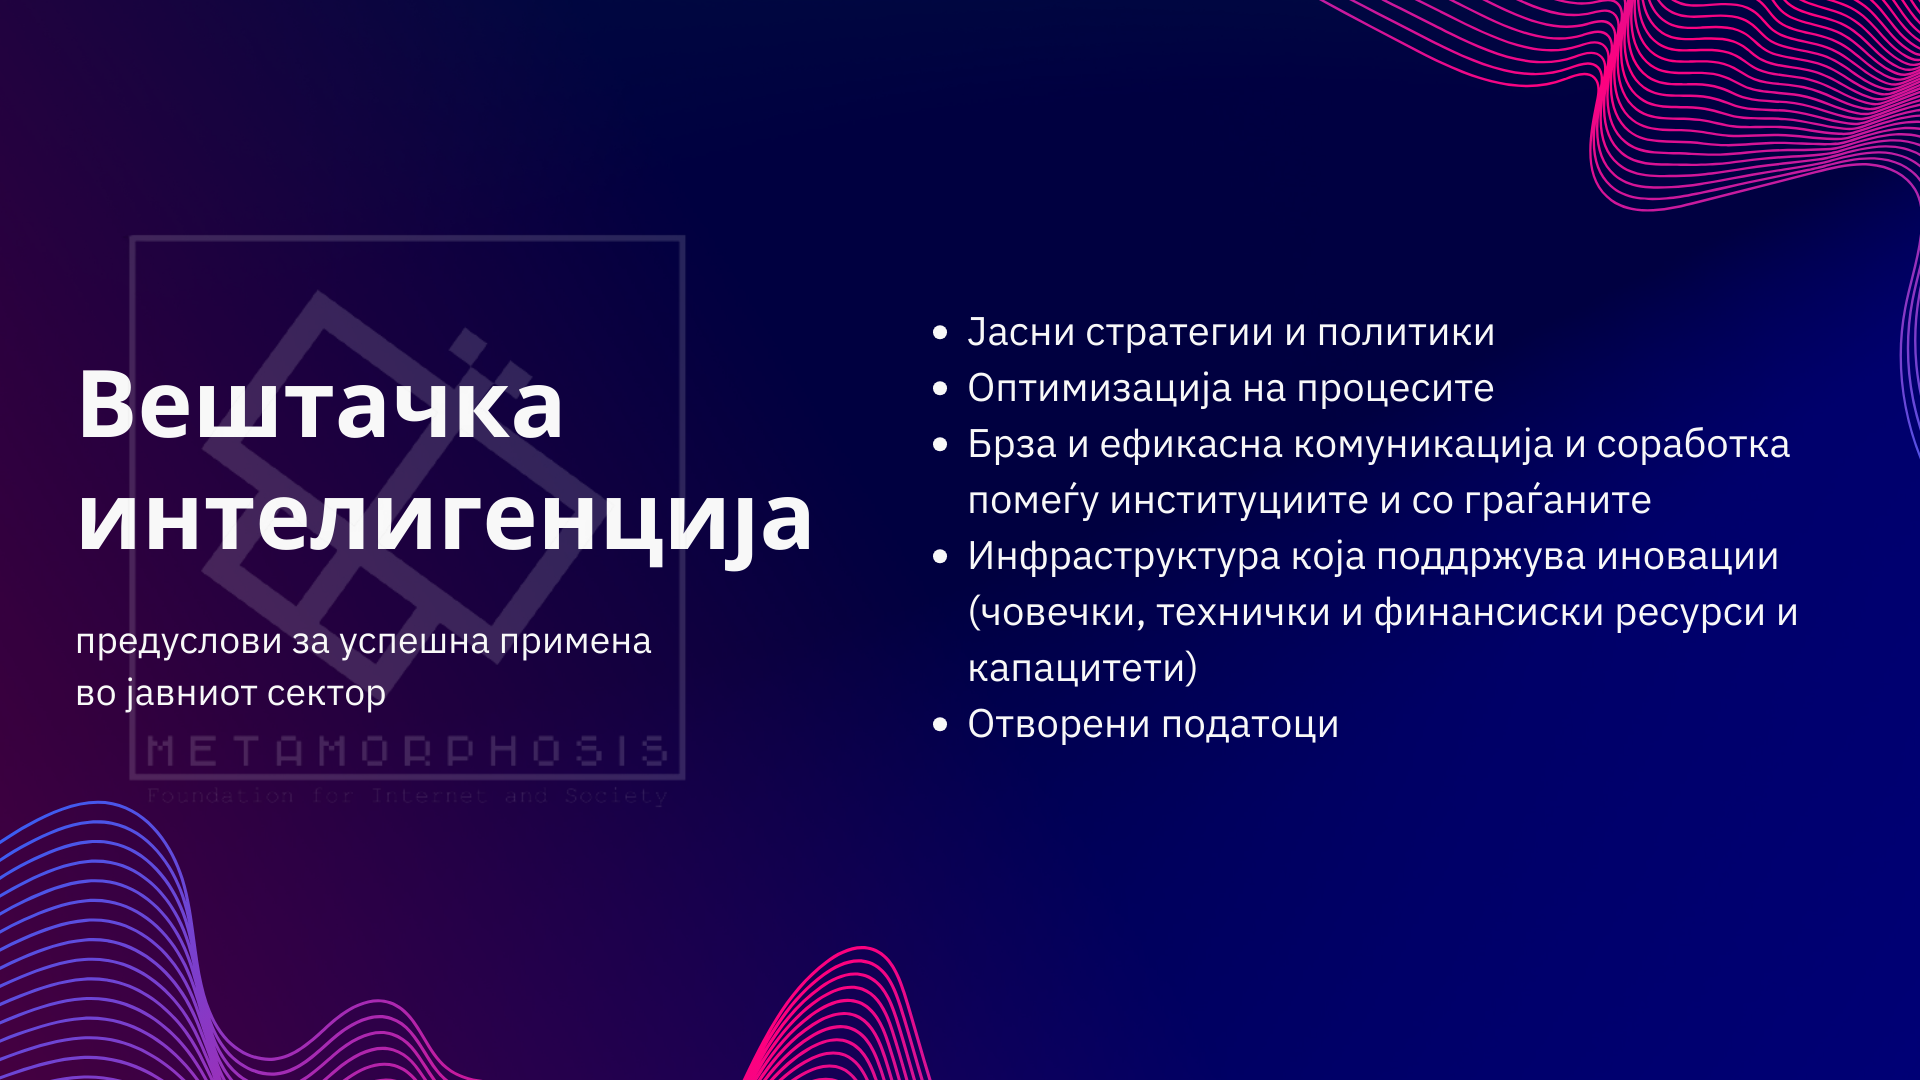 Вештачка
интелигенција
предуслови за успешна примена
во јавниот сектор
METAMORPHOSIS
Foundation for Internet and Society
• Јасни стратегии и политики
• Оптимизација на процесите
• Брза и ефикасна комуникација и соработка
помеѓу институциите и со граѓаните
• Инфраструктура која поддржува иновации
(човечки, технички и финансиски ресурси и
капацитети)
• Отворени податоци